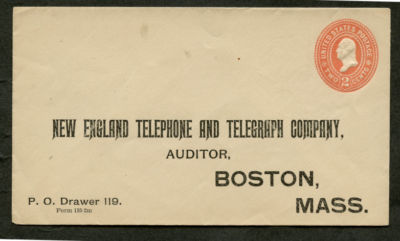 UNITED STATES POSTAGE
2
TWO CENTS
NEW ENGLAND TELEPHONE AND TELEGRAPH COMPANY,
AUDITOR,
BOSTON,
MASS.
P. O. Drawer 119.